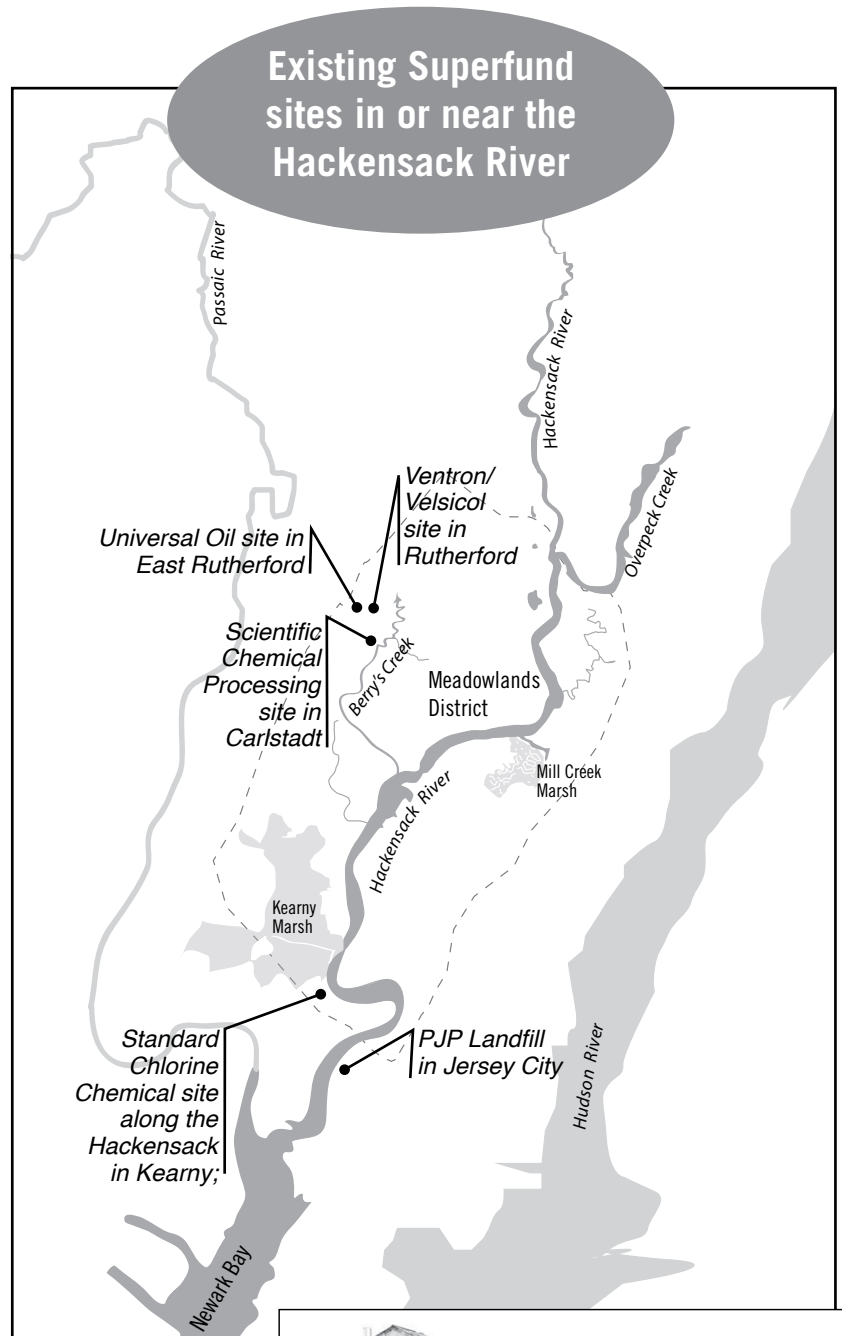 Existing Superfund
sites in or near the
Hackensack River
Passaic River
Hackensack River
Overpeck Creek
Ventron/
Velsicol
site in
Rutherford
Universal Oil site in
East Rutherford
Scientific
Chemical
Processing
site in
Carlstadt
Berry's Creek
Meadowlands
District
Mill Creek
Marsh
Hackensack River
Kearny
Marsh
Standard
Chlorine
Chemical site
along the
Hackensack
in Kearny;
PJP Landfill
in Jersey City
Hudson River
Newark Bay